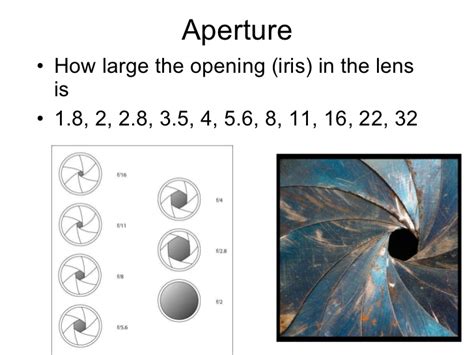 Aperture
• How large the opening (iris) in the lens
is
• 1.8, 2, 2.8, 3.5, 4, 5.6, 8, 11, 16, 22, 32
f/16
f/11
f/8
f/5.6
f/4
f/2.8
f/2